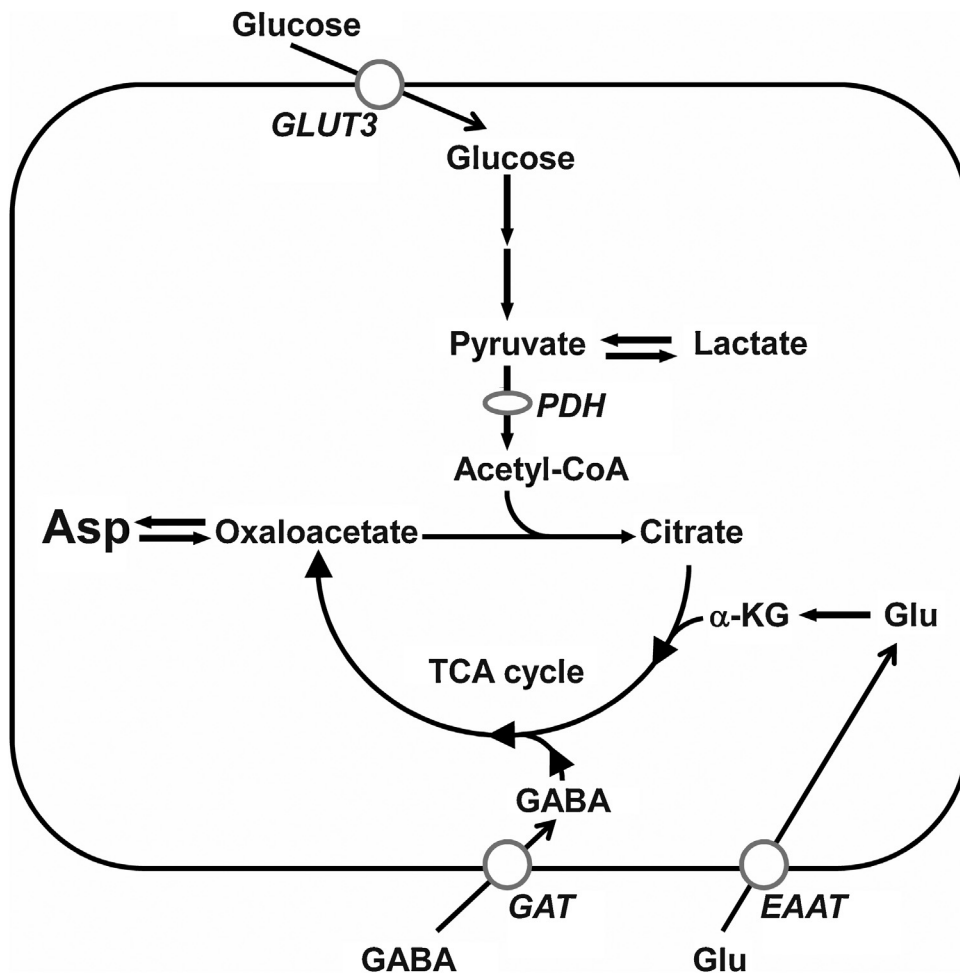 Glucose
GLUT3
Glucose
Pyruvate
Lactate
PDH
Acetyl-CoA
Asp
Oxaloacetate
Citrate
α-KG
Glu
TCA cycle
GABA
GAT
EAAT
GABA
Glu